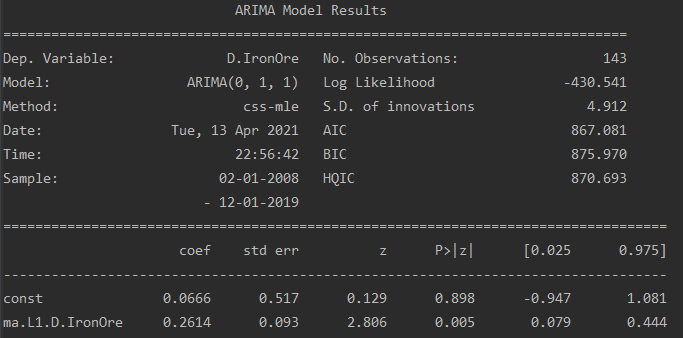 ARIMA Model Results
==============================================================================
Dep. Variable: D.IronOre No. Observations: 143
Model: ARIMA(0, 1, 1) Log Likelihood -430.541
Method: css-mle S.D. of innovations 4.912
Date: Tue, 13 Apr 2021 AIC 867.081
Time: 22:56:42 BIC 875.970
Sample: 02-01-2008 HQIC 870.693
- 12-01-2019
===================================================================================
coef std err z P>|z| [0.025 0.975]
-----------------------------------------------------------------------------------
const 0.0666 0.517 0.129 0.898 -0.947 1.081
ma.L1.D.IronOre 0.2614 0.093 2.806 0.005 0.079 0.444